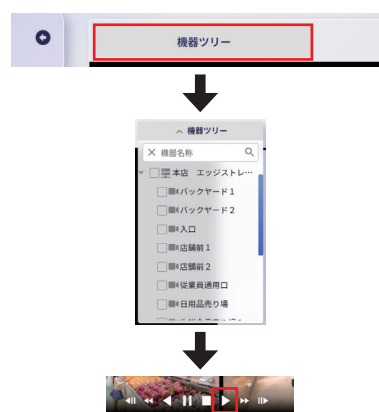 機器ツリー
機器ツリー
機器名称
本店 エッジストレ…
バックヤード1
バックヤード2
入口
店舗前1
店舗前2
従業員通用口
日用品売り場